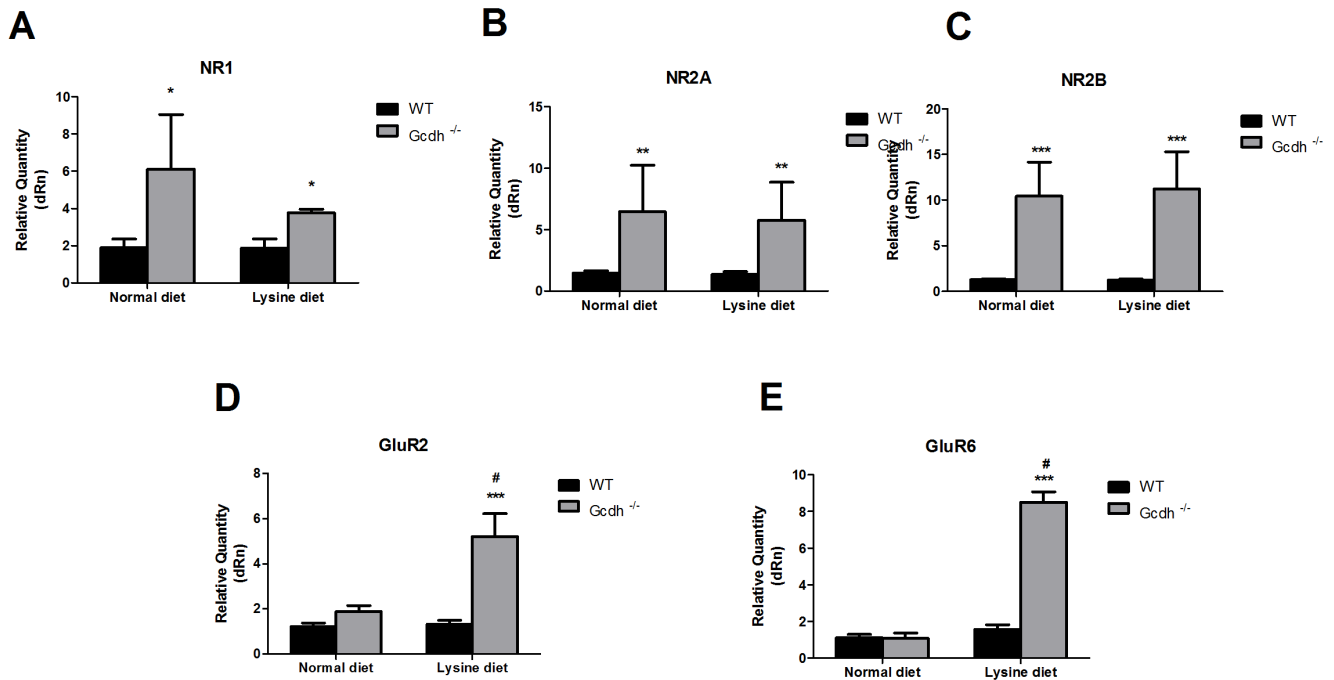 A
NR1
Relative Quantity
(dRn)
10
8
6
4
2
0
*
*
Normal diet
Lysine diet
WT
Gcdh -/-
B
NR2A
Relative Quantity
(dRn)
15
10
5
0
**
**
Normal diet
Lysine diet
WT
Gcdh -/-
C
NR2B
Relative Quantity
(dRn)
20
15
10
5
0
***
***
Normal diet
Lysine diet
WT
Gcdh -/-
D
GluR2
Relative Quantity
(dRn)
8
6
4
2
0
#
***
Normal diet
Lysine diet
WT
Gcdh -/-
E
GluR6
Relative Quantity
(dRn)
10
8
6
4
2
0
#
***
Normal diet
Lysine diet
WT
Gcdh -/-